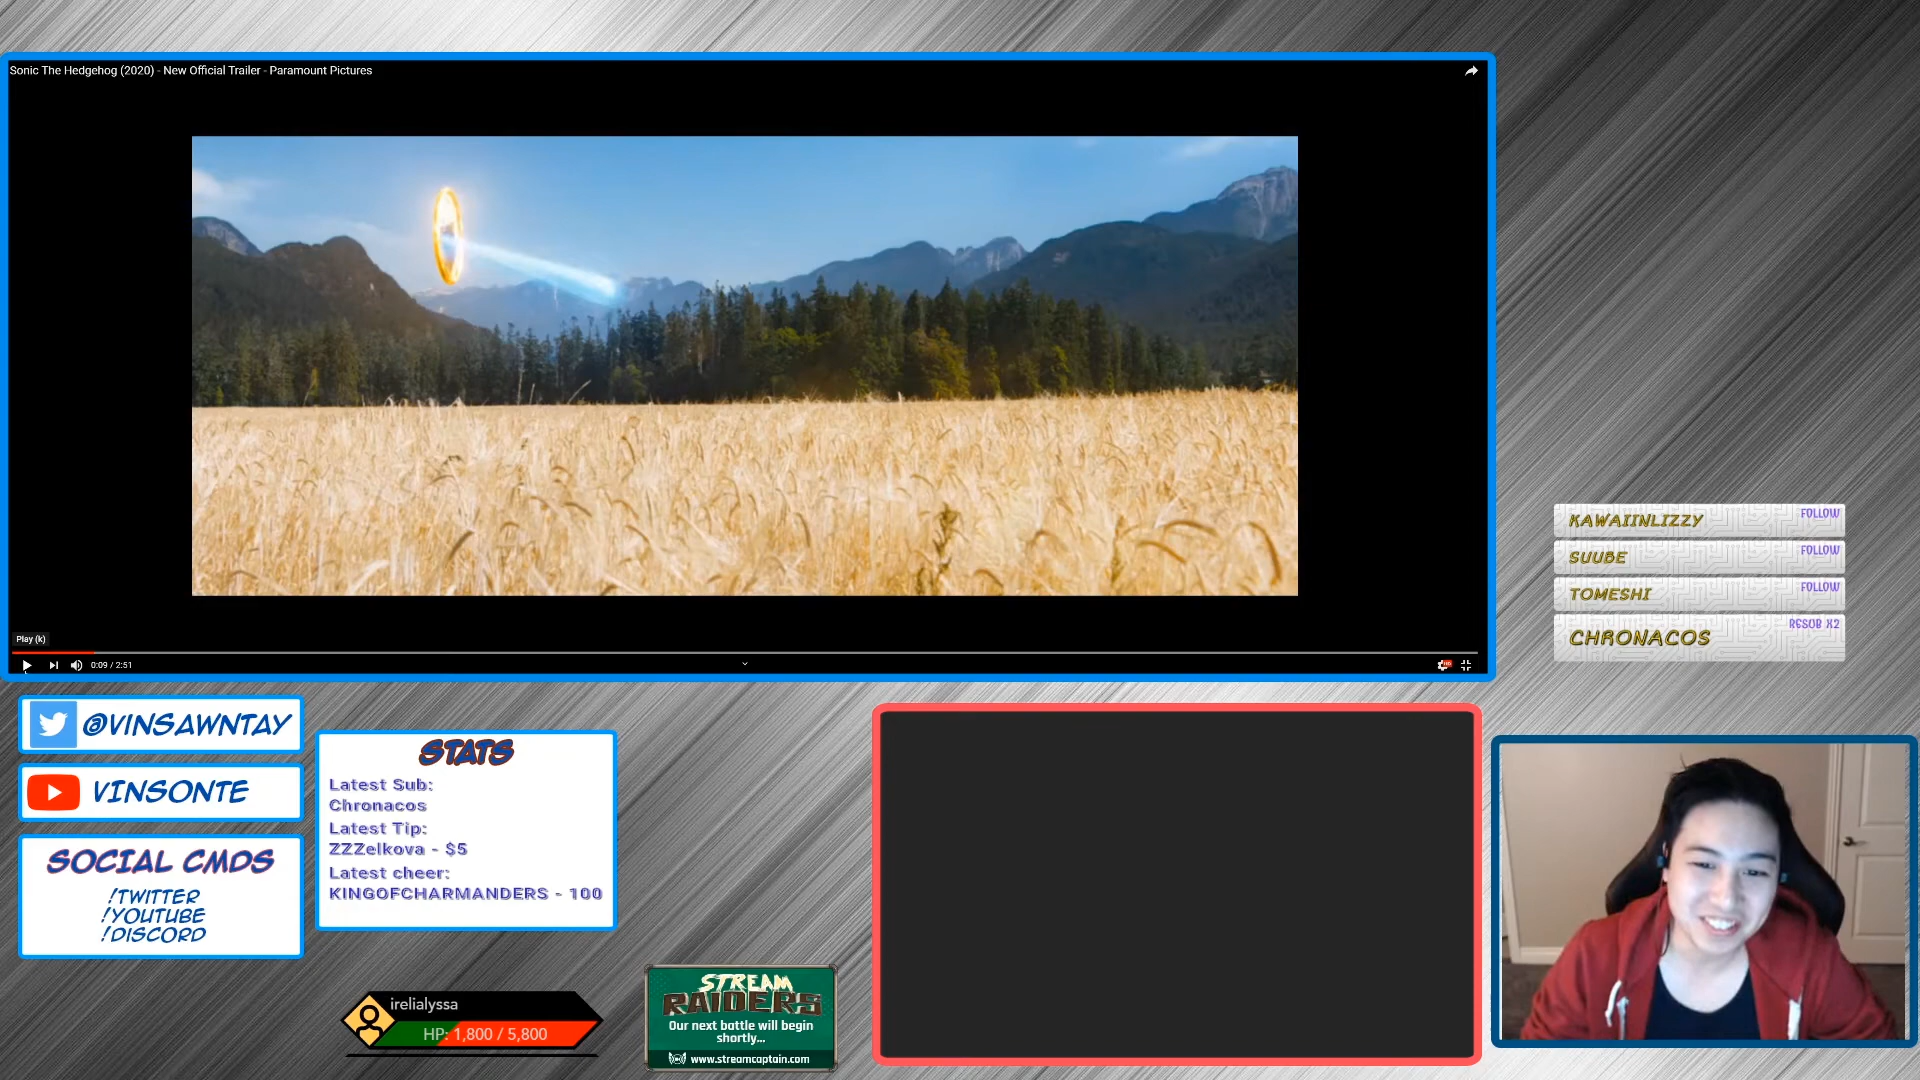 Sonic The Hedgehog (2020) - New Official Trailer - Paramount Pictures
Play (k)
0:09 / 2:51
KAWAIINLIZZY FOLLOW
SUUBE FOLLOW
TOMESHI FOLLOW
CHRONACOS RESUB X2
@VINSAWNTAY
VINSONTE
SOCIAL CMDS
!TWITTER
!YOUTUBE
!DISCORD
STATS
Latest Sub:
Chronacos
Latest Tip:
ZZZelkova - $5
Latest cheer:
KINGOFCHARMANDERS - 100
irelialyssa
HP: 1,800 / 5,800
STREAM
RAIDERS
Our next battle will begin
shortly...
www.streamcaptain.com